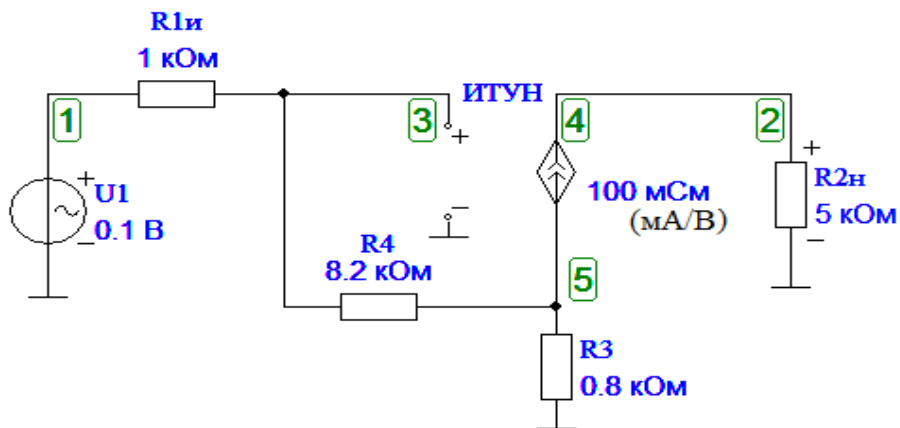 R1и
1 кОм
ИТУН
1
3
+
4
2
+
U1
0.1 В
+
−
−
100 мСм
(мА/В)
R2н
5 кОм
−
R4
8.2 кОм
5
R3
0.8 кОм